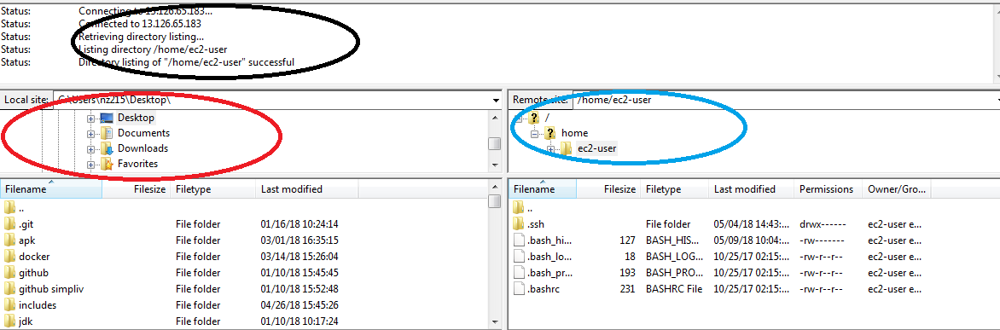 Status: Connecting to 13.126.65.183...
Status: Connected to 13.126.65.183
Status: Retrieving directory listing...
Status: Listing directory /home/ec2-user
Status: Directory listing of "/home/ec2-user" successful
Local site: C:\Users\nz215\Desktop\
Desktop
Documents
Downloads
Favorites
Remote site: /home/ec2-user
/
home
ec2-user
Filename Filesize Filetype Last modified
..
.git File folder 01/16/18 10:24:14
apk File folder 03/01/18 16:35:15
docker File folder 03/14/18 15:26:04
github File folder 01/10/18 15:45:45
github simpliv File folder 01/10/18 15:52:48
includes File folder 04/26/18 15:45:26
jdk File folder 01/10/18 10:17:24
Filename Filesize Filetype Last modified Permissions Owner/Gro...
..
.ssh File folder 05/04/18 14:43:... drwx------ ec2-user e...
.bash_hi... 127 BASH_HIS... 05/09/18 10:04:... -rw------- ec2-user e...
.bash_lo... 18 BASH_LOG... 10/25/17 02:15:... -rw-r--r-- ec2-user e...
.bash_pr... 193 BASH_PRO... 10/25/17 02:15:... -rw-r--r-- ec2-user e...
.bashrc 231 BASHRC File 10/25/17 02:15:... -rw-r--r-- ec2-user e...